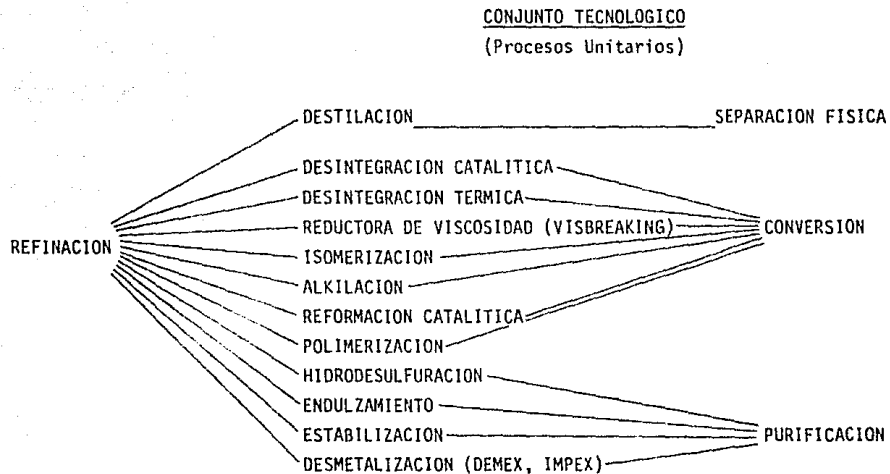 CONJUNTO TECNOLOGICO
(Procesos Unitarios)
DESTILACION SEPARACION FISICA
DESINTEGRACION CATALITICA
DESINTEGRACION TERMICA
REDUCTORA DE VISCOSIDAD (VISBREAKING) CONVERSION
REFINACION
ISOMERIZACION
ALKILACION
REFORMACION CATALITICA
POLIMERIZACION
HIDRODESULFURACION
ENDULZAMIENTO
ESTABILIZACION PURIFICACION
DESMETALIZACION (DEMEX, IMPEX)